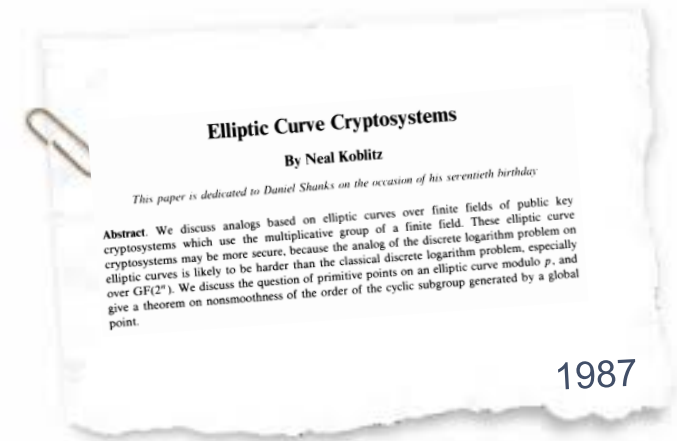 Elliptic Curve Cryptosystems
By Neal Koblitz
This paper is dedicated to Daniel Shanks on the occasion of his seventieth birthday
Abstract. We discuss analogs based on elliptic curves over finite fields of public key
cryptosystems which use the multiplicative group of a finite field. These elliptic curve
cryptosystems may be more secure, because the analog of the discrete logarithm problem on
elliptic curves is likely to be harder than the classical discrete logarithm problem, especially
over GF(2ⁿ). We discuss the question of primitive points on an elliptic curve modulo p, and
give a theorem on nonsmoothness of the order of the cyclic subgroup generated by a global
point.
1987